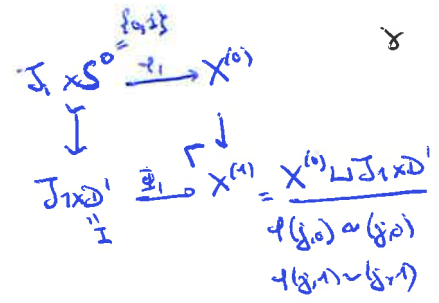 = {0,1}
J₁ × S⁰ → φ₁ X⁽⁰⁾ γ
J₁ × D¹ → Φ₁ X⁽¹⁾ = X⁽⁰⁾ ⊔ J₁ × D¹
= I
φ(j,0) ~ (j,0)
φ(j,1) ~ (j,1)